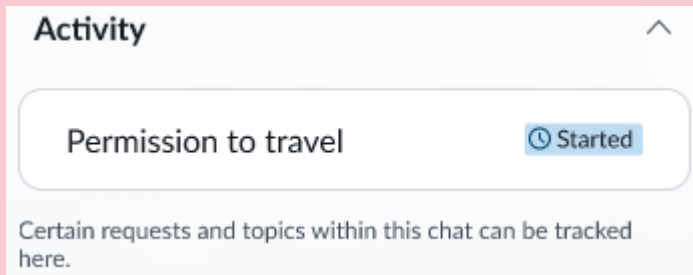 Activity
Permission to travel
Started
Certain requests and topics within this chat can be tracked
here.